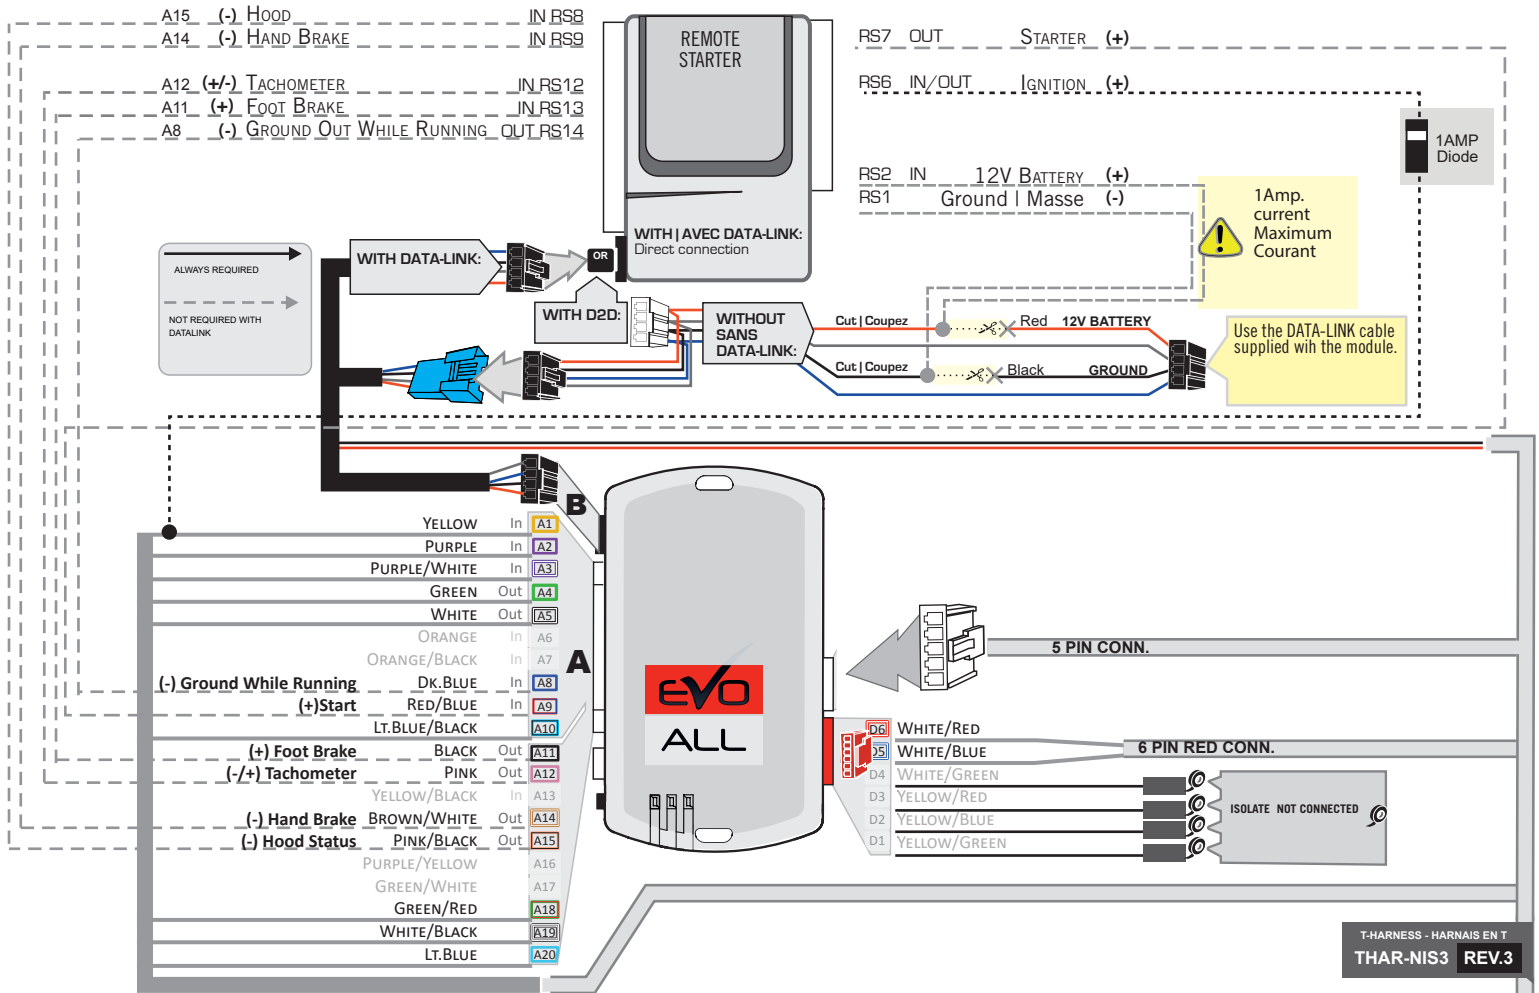 A15 (-) HOOD IN RS8
A14 (-) HAND BRAKE IN RS9
A12 (+/-) TACHOMETER IN RS12
A11 (+) FOOT BRAKE IN RS13
A8 (-) GROUND OUT WHILE RUNNING OUT RS14
REMOTE
STARTER
WITH | AVEC DATA-LINK:
Direct connection
RS7 OUT STARTER (+)
RS6 IN/OUT IGNITION (+)
1AMP
Diode
RS2 IN 12V BATTERY (+)
RS1 Ground | Masse (-)
1Amp.
current
Maximum
Courant
ALWAYS REQUIRED
NOT REQUIRED WITH
DATALINK
WITH DATA-LINK:
OR
WITH D2D:
WITHOUT
SANS
DATA-LINK:
Cut | Coupez Red 12V BATTERY
Cut | Coupez Black GROUND
Use the DATA-LINK cable
supplied wih the module.
B
A
YELLOW In A1
PURPLE In A2
PURPLE/WHITE In A3
GREEN Out A4
WHITE Out A5
ORANGE In A6
ORANGE/BLACK In A7
(-) Ground While Running DK.BLUE In A8
(+)Start RED/BLUE In A9
LT.BLUE/BLACK A10
(+) Foot Brake BLACK Out A11
(-/+) Tachometer PINK Out A12
YELLOW/BLACK In A13
(-) Hand Brake BROWN/WHITE Out A14
(-) Hood Status PINK/BLACK Out A15
PURPLE/YELLOW A16
GREEN/WHITE A17
GREEN/RED A18
WHITE/BLACK A19
LT.BLUE A20
EVO
ALL
5 PIN CONN.
D6 WHITE/RED
D5 WHITE/BLUE
6 PIN RED CONN.
D4 WHITE/GREEN
D3 YELLOW/RED
D2 YELLOW/BLUE
D1 YELLOW/GREEN
ISOLATE NOT CONNECTED
T-HARNESS - HARNAIS EN T
THAR-NIS3 REV.3